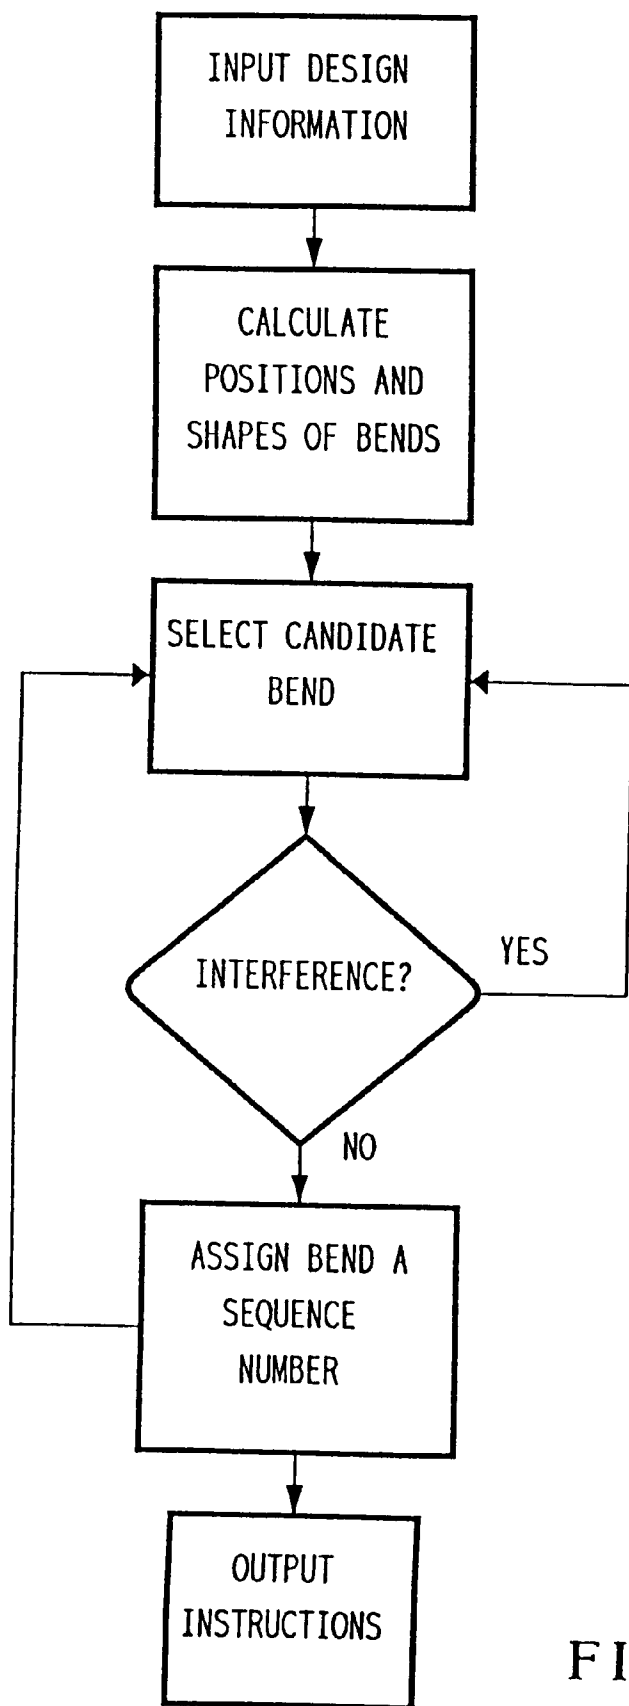 INPUT DESIGN
INFORMATION
CALCULATE
POSITIONS AND
SHAPES OF BENDS
SELECT CANDIDATE
BEND
INTERFERENCE?
YES
NO
ASSIGN BEND A
SEQUENCE
NUMBER
OUTPUT
INSTRUCTIONS
FI